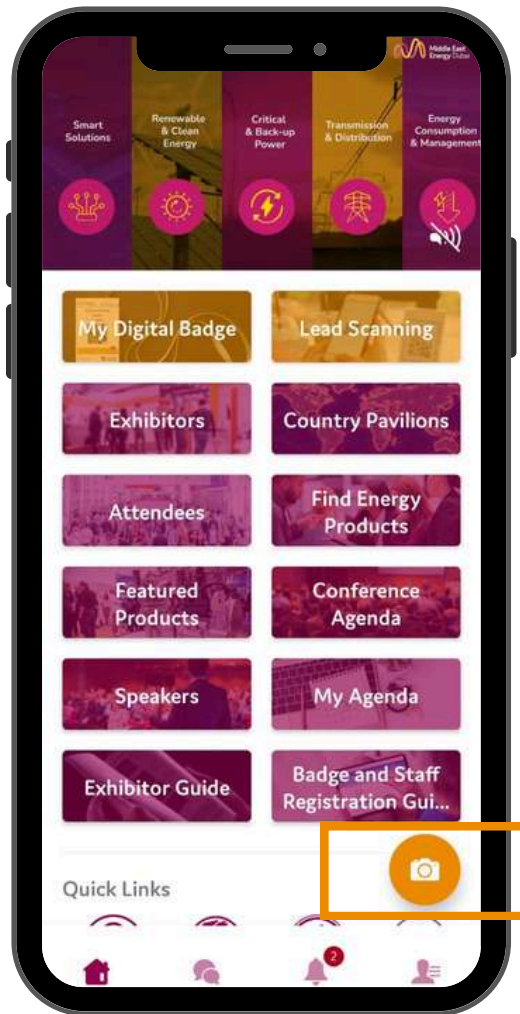 Middle East
Energy Dubai
Smart
Solutions
Renewable
& Clean
Energy
Critical
& Back-up
Power
Transmission
& Distribution
Energy
Consumption
& Management
My Digital Badge
Lead Scanning
Exhibitors
Country Pavilions
Attendees
Find Energy
Products
Featured
Products
Conference
Agenda
Speakers
My Agenda
Exhibitor Guide
Badge and Staff
Registration Gui...
Quick Links
2